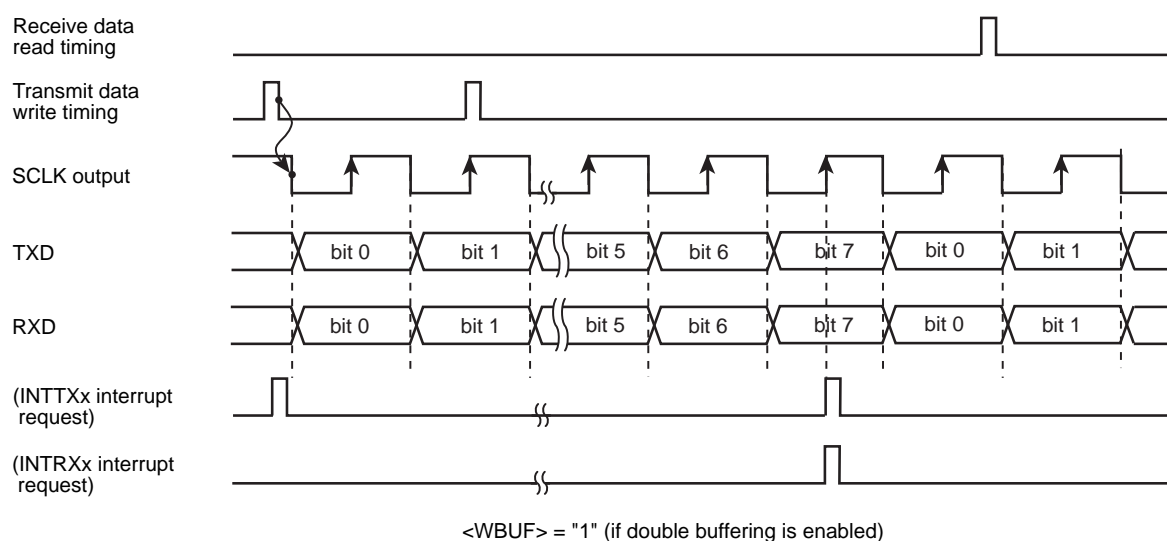 Receive data
read timing
Transmit data
write timing
SCLK output
TXD
bit 0 bit 1 bit 5 bit 6 bit 7 bit 0 bit 1
RXD
bit 0 bit 1 bit 5 bit 6 bit 7 bit 0 bit 1
(INTTXx interrupt
request)
(INTRXx interrupt
request)
<WBUF> = "1" (if double buffering is enabled)